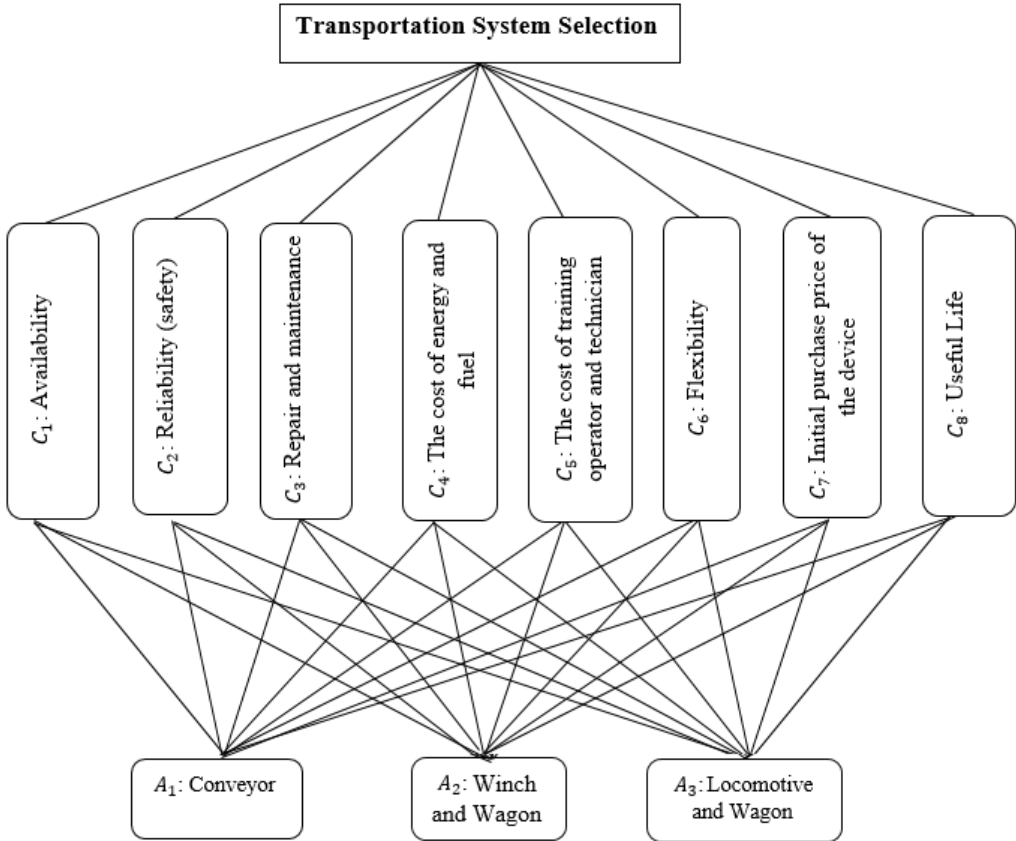 Transportation System Selection
C₁: Availability
C₂: Reliability (safety)
C₃: Repair and maintenance
C₄: The cost of energy and
fuel
C₅: The cost of training
operator and technician
C₆: Flexibility
C₇: Initial purchase price of
the device
C₈: Useful Life
A₁: Conveyor
A₂: Winch
and Wagon
A₃: Locomotive
and Wagon